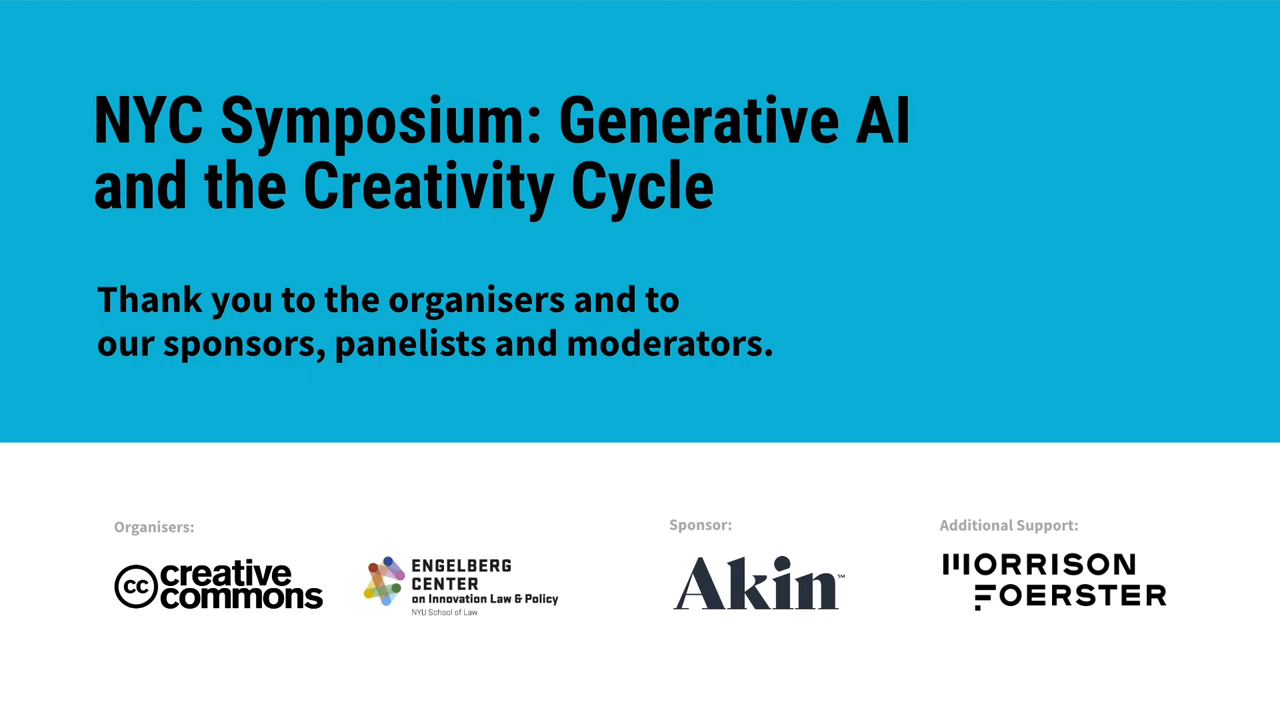 NYC Symposium: Generative AI
and the Creativity Cycle
Thank you to the organisers and to
our sponsors, panelists and moderators.
Organisers:
cc creative
commons
ENGELBERG
CENTER
on Innovation Law & Policy
NYU School of Law
Sponsor:
Akin℠
Additional Support:
MORRISON
FOERSTER